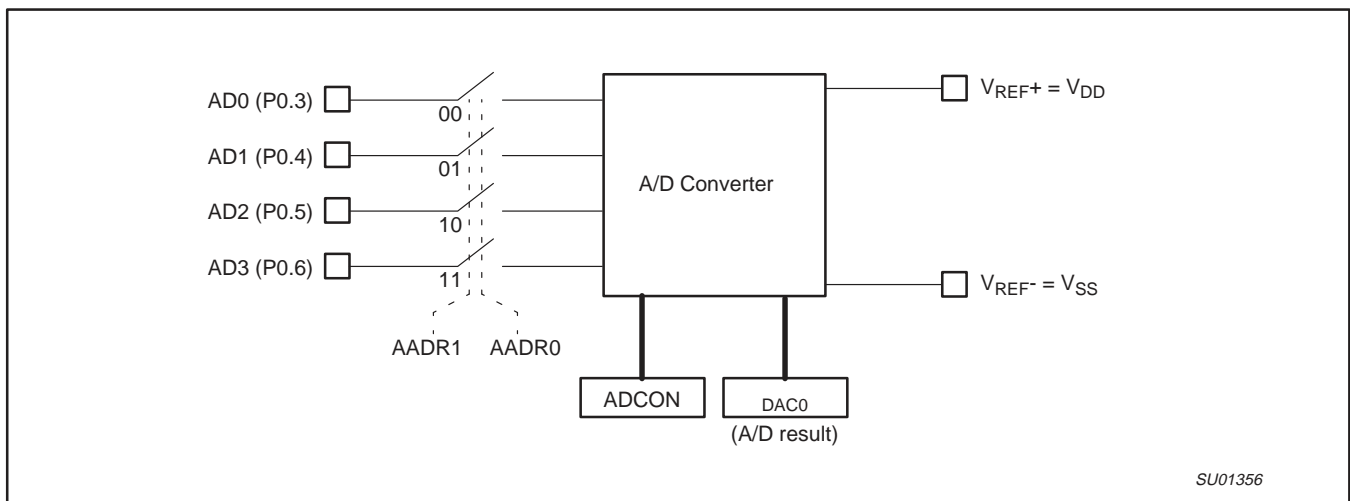 AD0 (P0.3)
00
AD1 (P0.4)
01
AD2 (P0.5)
10
AD3 (P0.6)
11
AADR1 AADR0
A/D Converter
VREF+ = VDD
VREF- = VSS
ADCON
DAC0
(A/D result)
SU01356